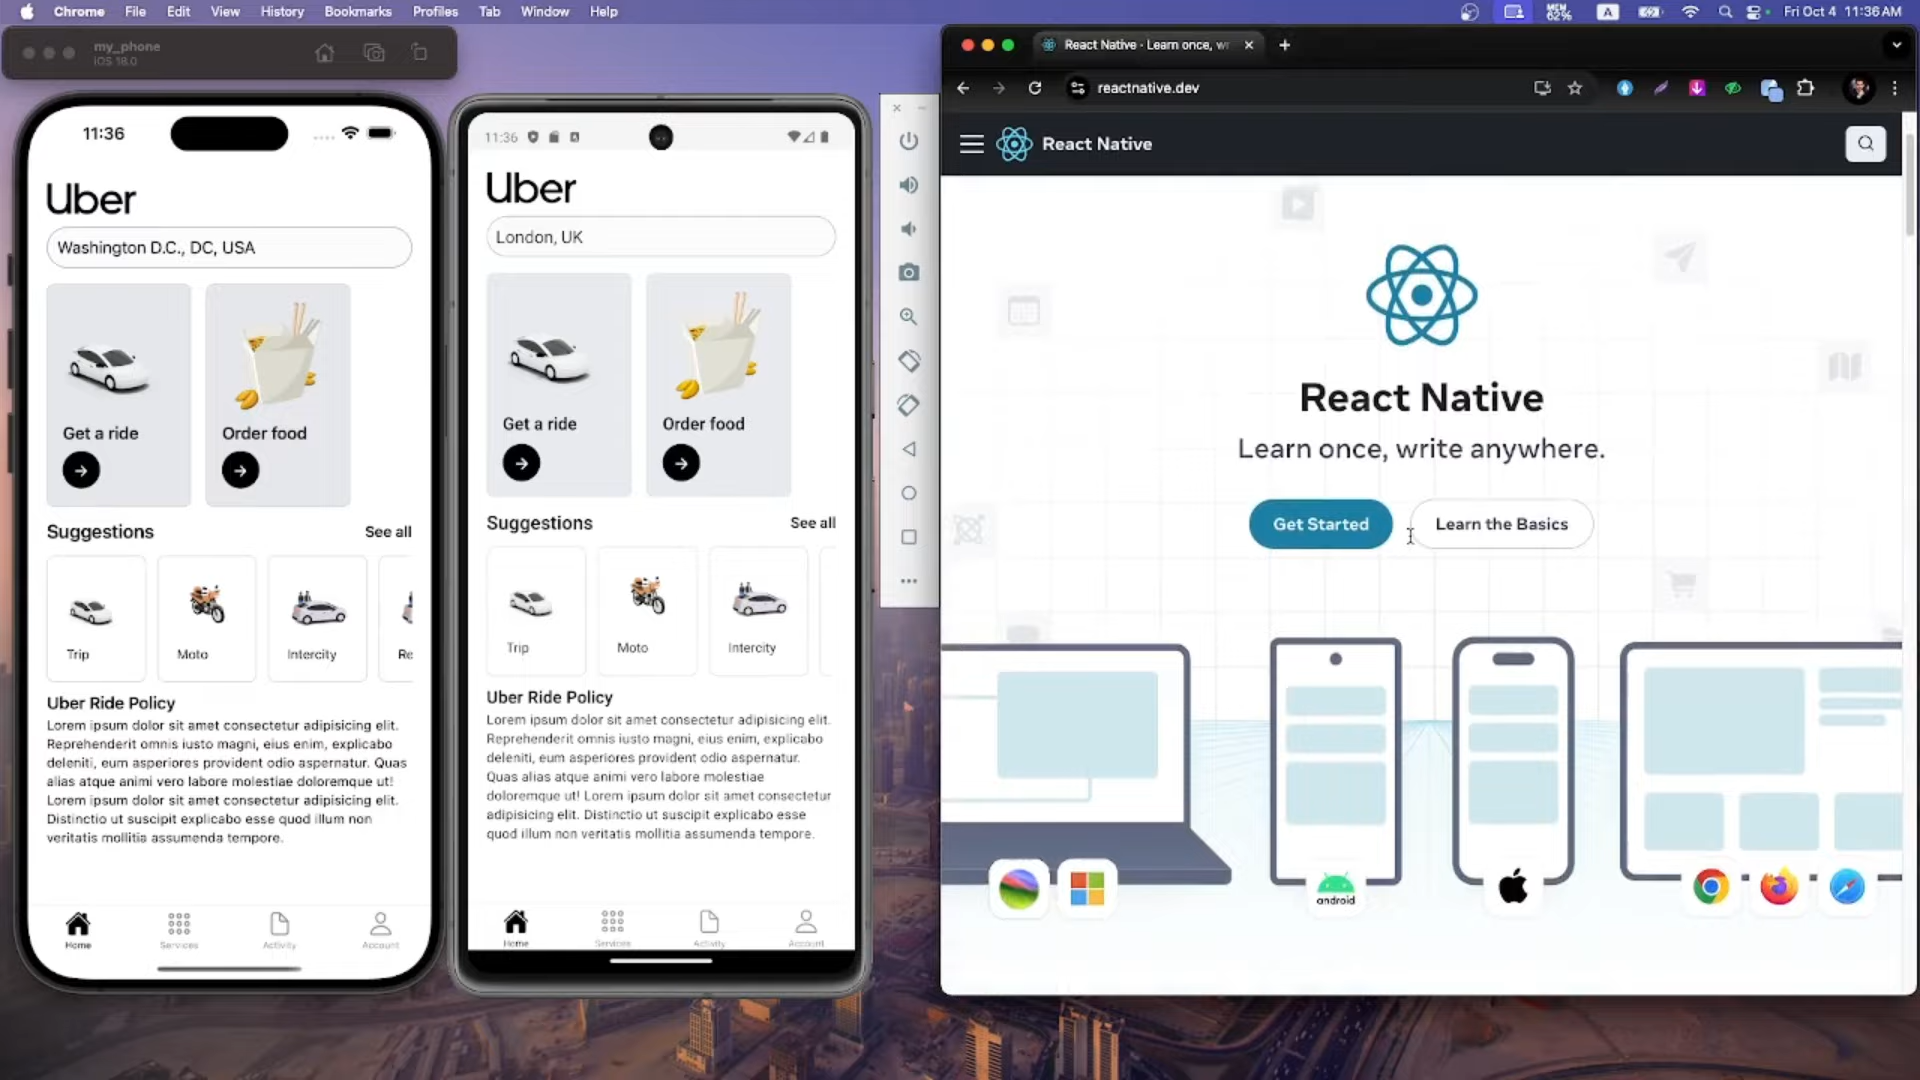 Chrome File Edit View History Bookmarks Profiles Tab Window Help
MEM 62% A Fri Oct 4 11:36 AM
my_phone
iOS 18.0
11:36
Uber
Washington D.C., DC, USA
Get a ride
Order food
Suggestions See all
Trip Moto Intercity Re
Uber Ride Policy
Lorem ipsum dolor sit amet consectetur adipisicing elit.
Reprehenderit omnis iusto magni, eius enim, explicabo
deleniti, eum asperiores provident odio aspernatur. Quas
alias atque animi vero labore molestiae doloremque ut!
Lorem ipsum dolor sit amet consectetur adipisicing elit.
Distinctio ut suscipit explicabo esse quod illum non
veritatis mollitia assumenda tempore.
Home Services Activity Account
11:36
Uber
London, UK
Get a ride
Order food
Suggestions See all
Trip Moto Intercity
Uber Ride Policy
Lorem ipsum dolor sit amet consectetur adipisicing elit.
Reprehenderit omnis iusto magni, eius enim, explicabo
deleniti, eum asperiores provident odio aspernatur.
Quas alias atque animi vero labore molestiae
doloremque ut! Lorem ipsum dolor sit amet consectetur
adipisicing elit. Distinctio ut suscipit explicabo esse
quod illum non veritatis mollitia assumenda tempore.
Home Services Activity Account
React Native · Learn once, wr
reactnative.dev
React Native
React Native
Learn once, write anywhere.
Get Started Learn the Basics
android